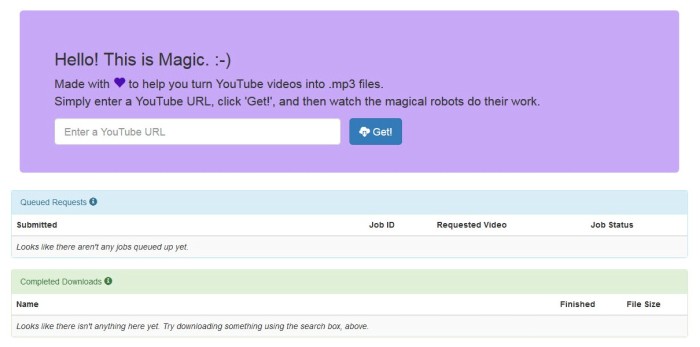 Hello! This is Magic. :-)
Made with to help you turn YouTube videos into .mp3 files.
Simply enter a YouTube URL, click 'Get!', and then watch the magical robots do their work.
Enter a YouTube URL Get!
Queued Requests
Submitted Job ID Requested Video Job Status
Looks like there aren't any jobs queued up yet.
Completed Downloads
Name Finished File Size
Looks like there isn't anything here yet. Try downloading something using the search box, above.